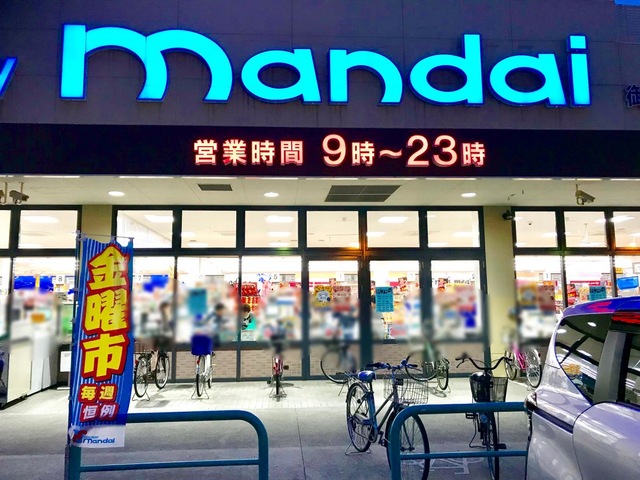 mandai
営業時間 9時~23時
金曜市
毎週
恒例
mandai